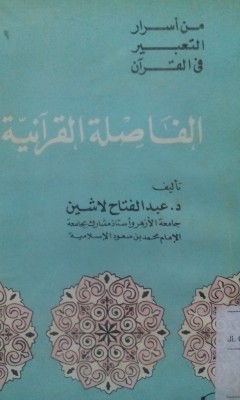 من أسرار
التعبير
في القرآن
الفاصلة القرآنية
تأليف
د. عبد الفتاح لاشين
جامعة الأزهر وأستاذ مشارك بجامعة
الإمام محمد بن سعود الإسلامية